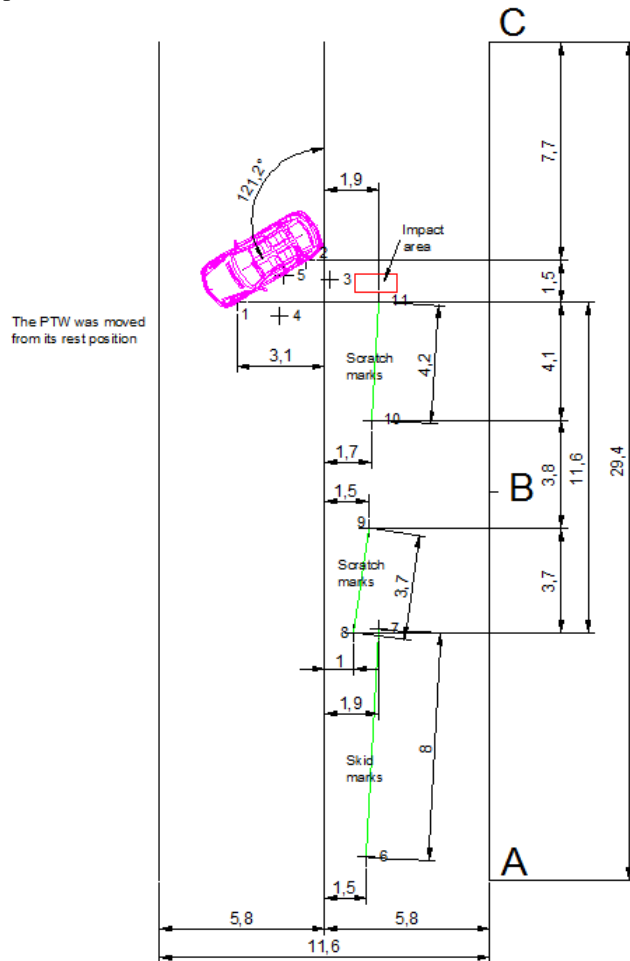 C
7,7
121,2°
1,9
Impact
area
2
5
3
1,5
11
1
4
The PTW was moved
from its rest position
3,1
Scratch
marks
4,2
4,1
10
1,7
3,8
11,6
29,4
B
1,5
9
Scratch
marks
3,7
3,7
8
7
1
1,9
Skid
marks
8
6
A
1,5
5,8
5,8
11,6